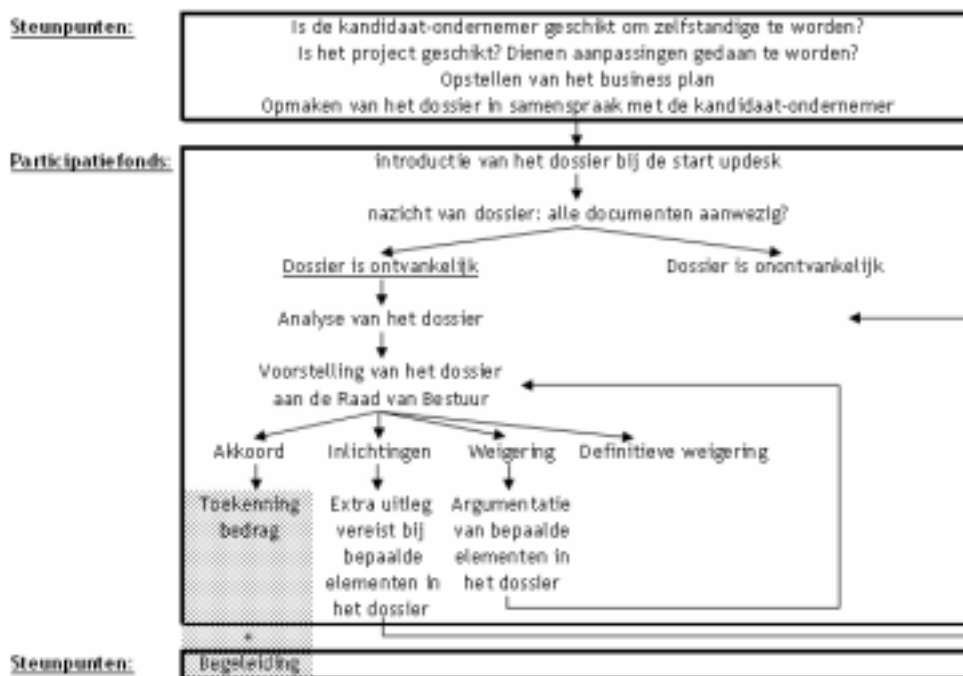 Steunpunten:
Is de kandidaat-ondernemer geschikt om zelfstandige te worden?
Is het project geschikt? Dienen aanpassingen gedaan te worden?
Opstellen van het business plan
Opmaken van het dossier in samenspraak met de kandidaat-ondernemer
Participatiefonds:
introductie van het dossier bij de start updesk
nazicht van dossier: alle documenten aanwezig?
Dossier is ontvankelijk
Dossier is onontvankelijk
Analyse van het dossier
Voorstelling van het dossier
aan de Raad van Bestuur
Akkoord
Inlichtingen
Weigering
Definitieve weigering
Toekenning
bedrag
Extra uitleg
vereist bij
bepaalde
elementen in
het dossier
Argumentatie
van bepaalde
elementen in
het dossier
+
Steunpunten:
Begeleiding